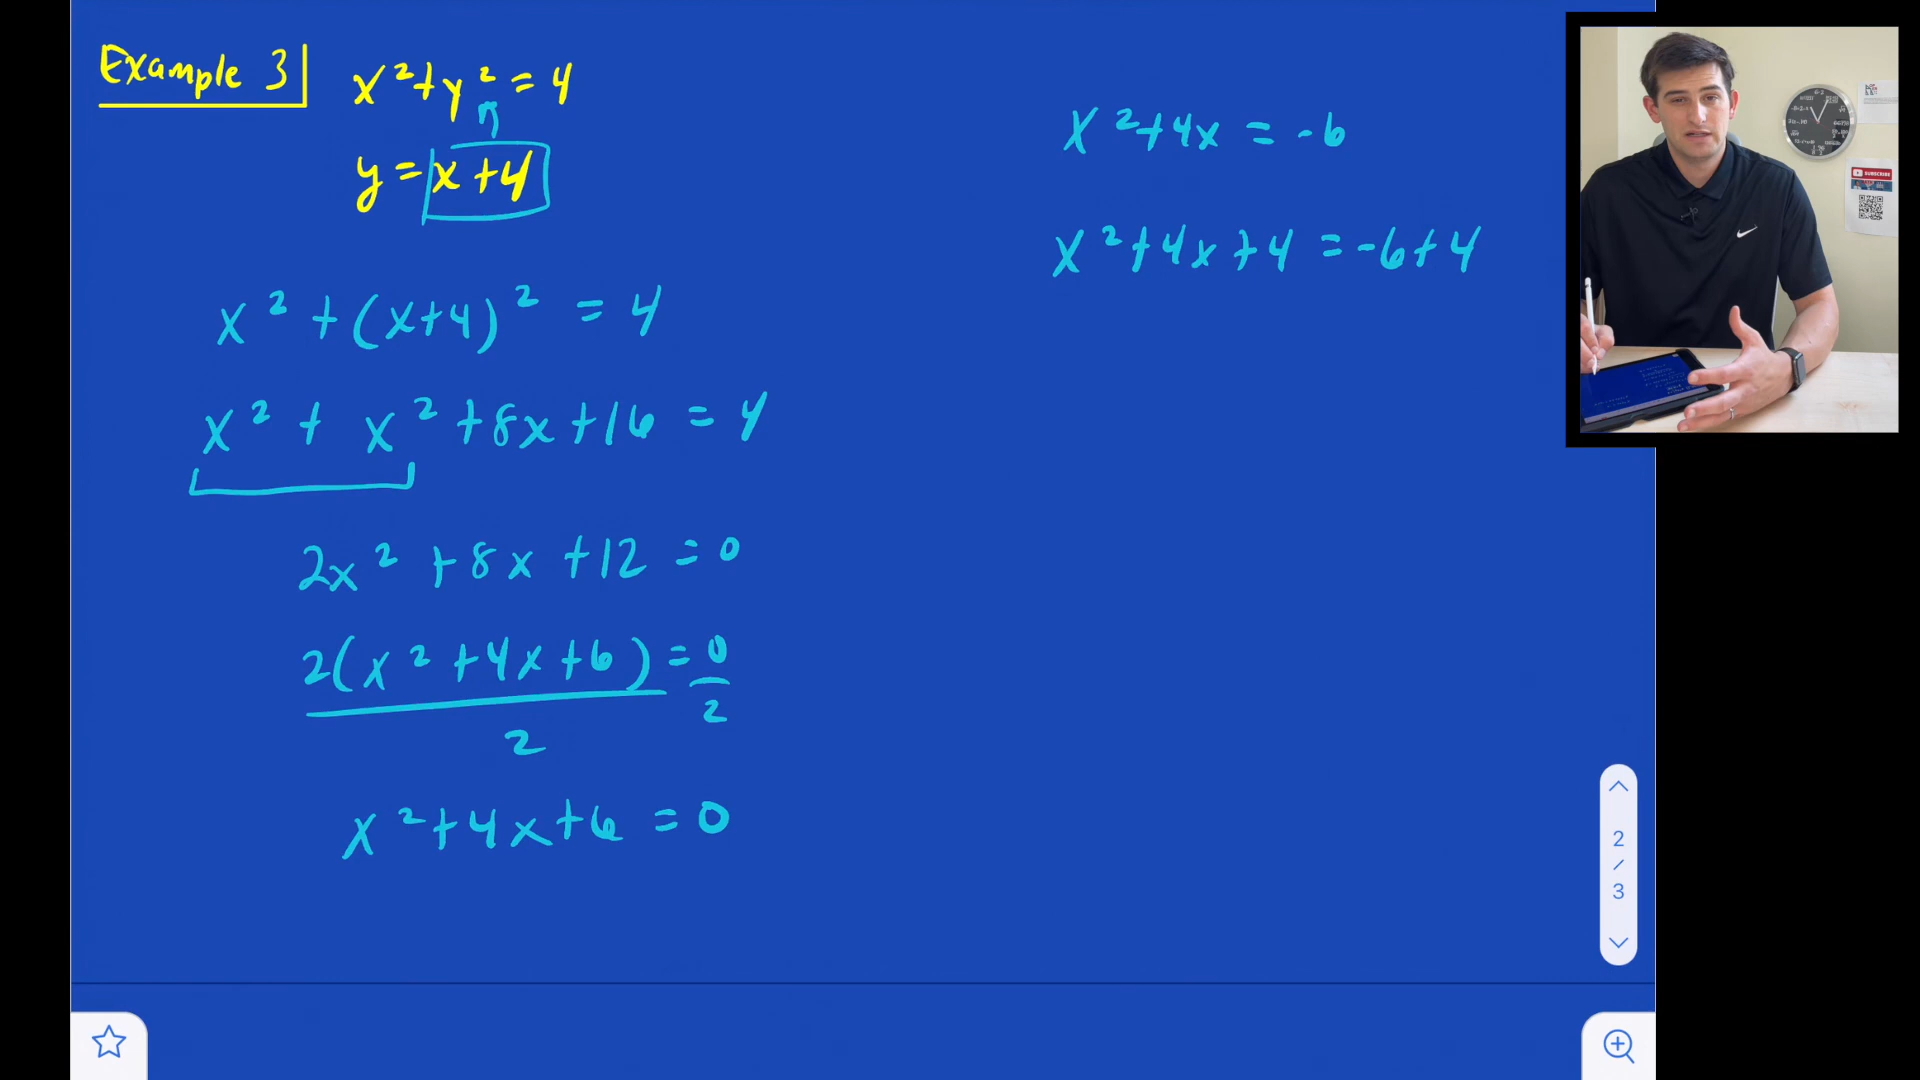 Example 3
x² + y² = 4
y = x + 4
x² + (x+4)² = 4
x² + x² + 8x + 16 = 4
2x² + 8x + 12 = 0
2(x² + 4x + 6) = 0
2 2
x² + 4x + 6 = 0
x² + 4x = -6
x² + 4x + 4 = -6 + 4
SUBSCRIBE
2
/
3